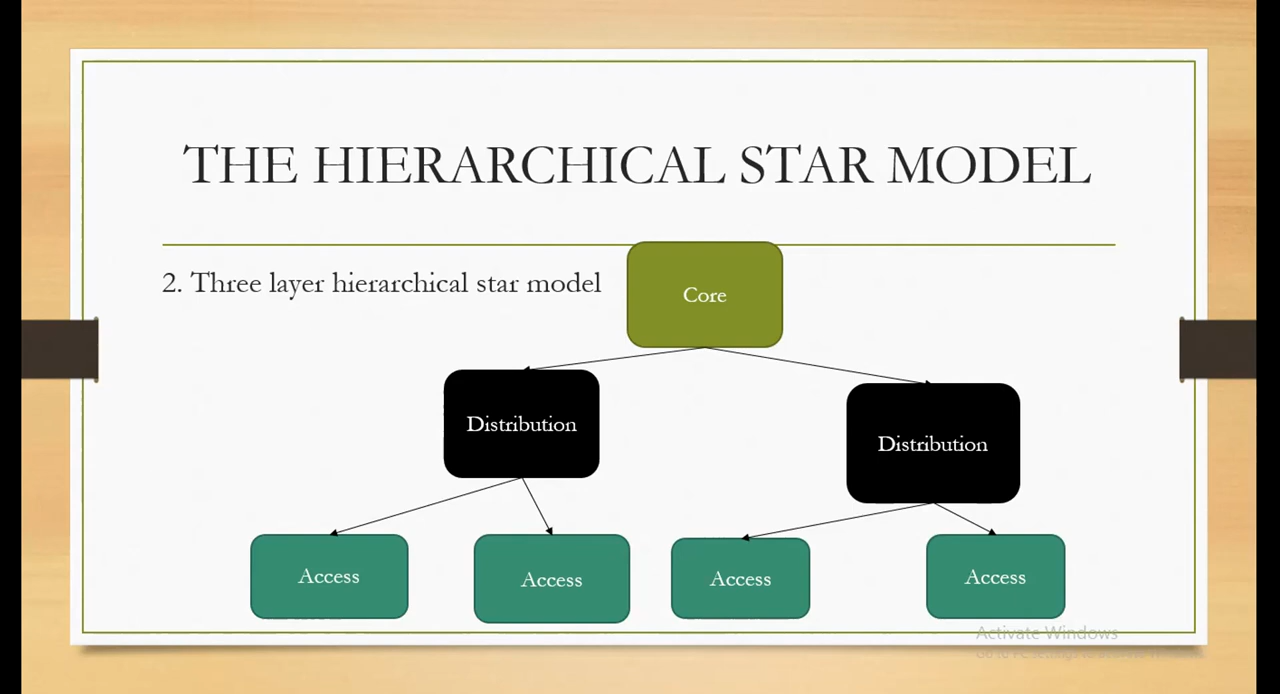 THE HIERARCHICAL STAR MODEL
2. Three layer hierarchical star model
Core
Distribution
Distribution
Access
Access
Access
Access
Activate Windows